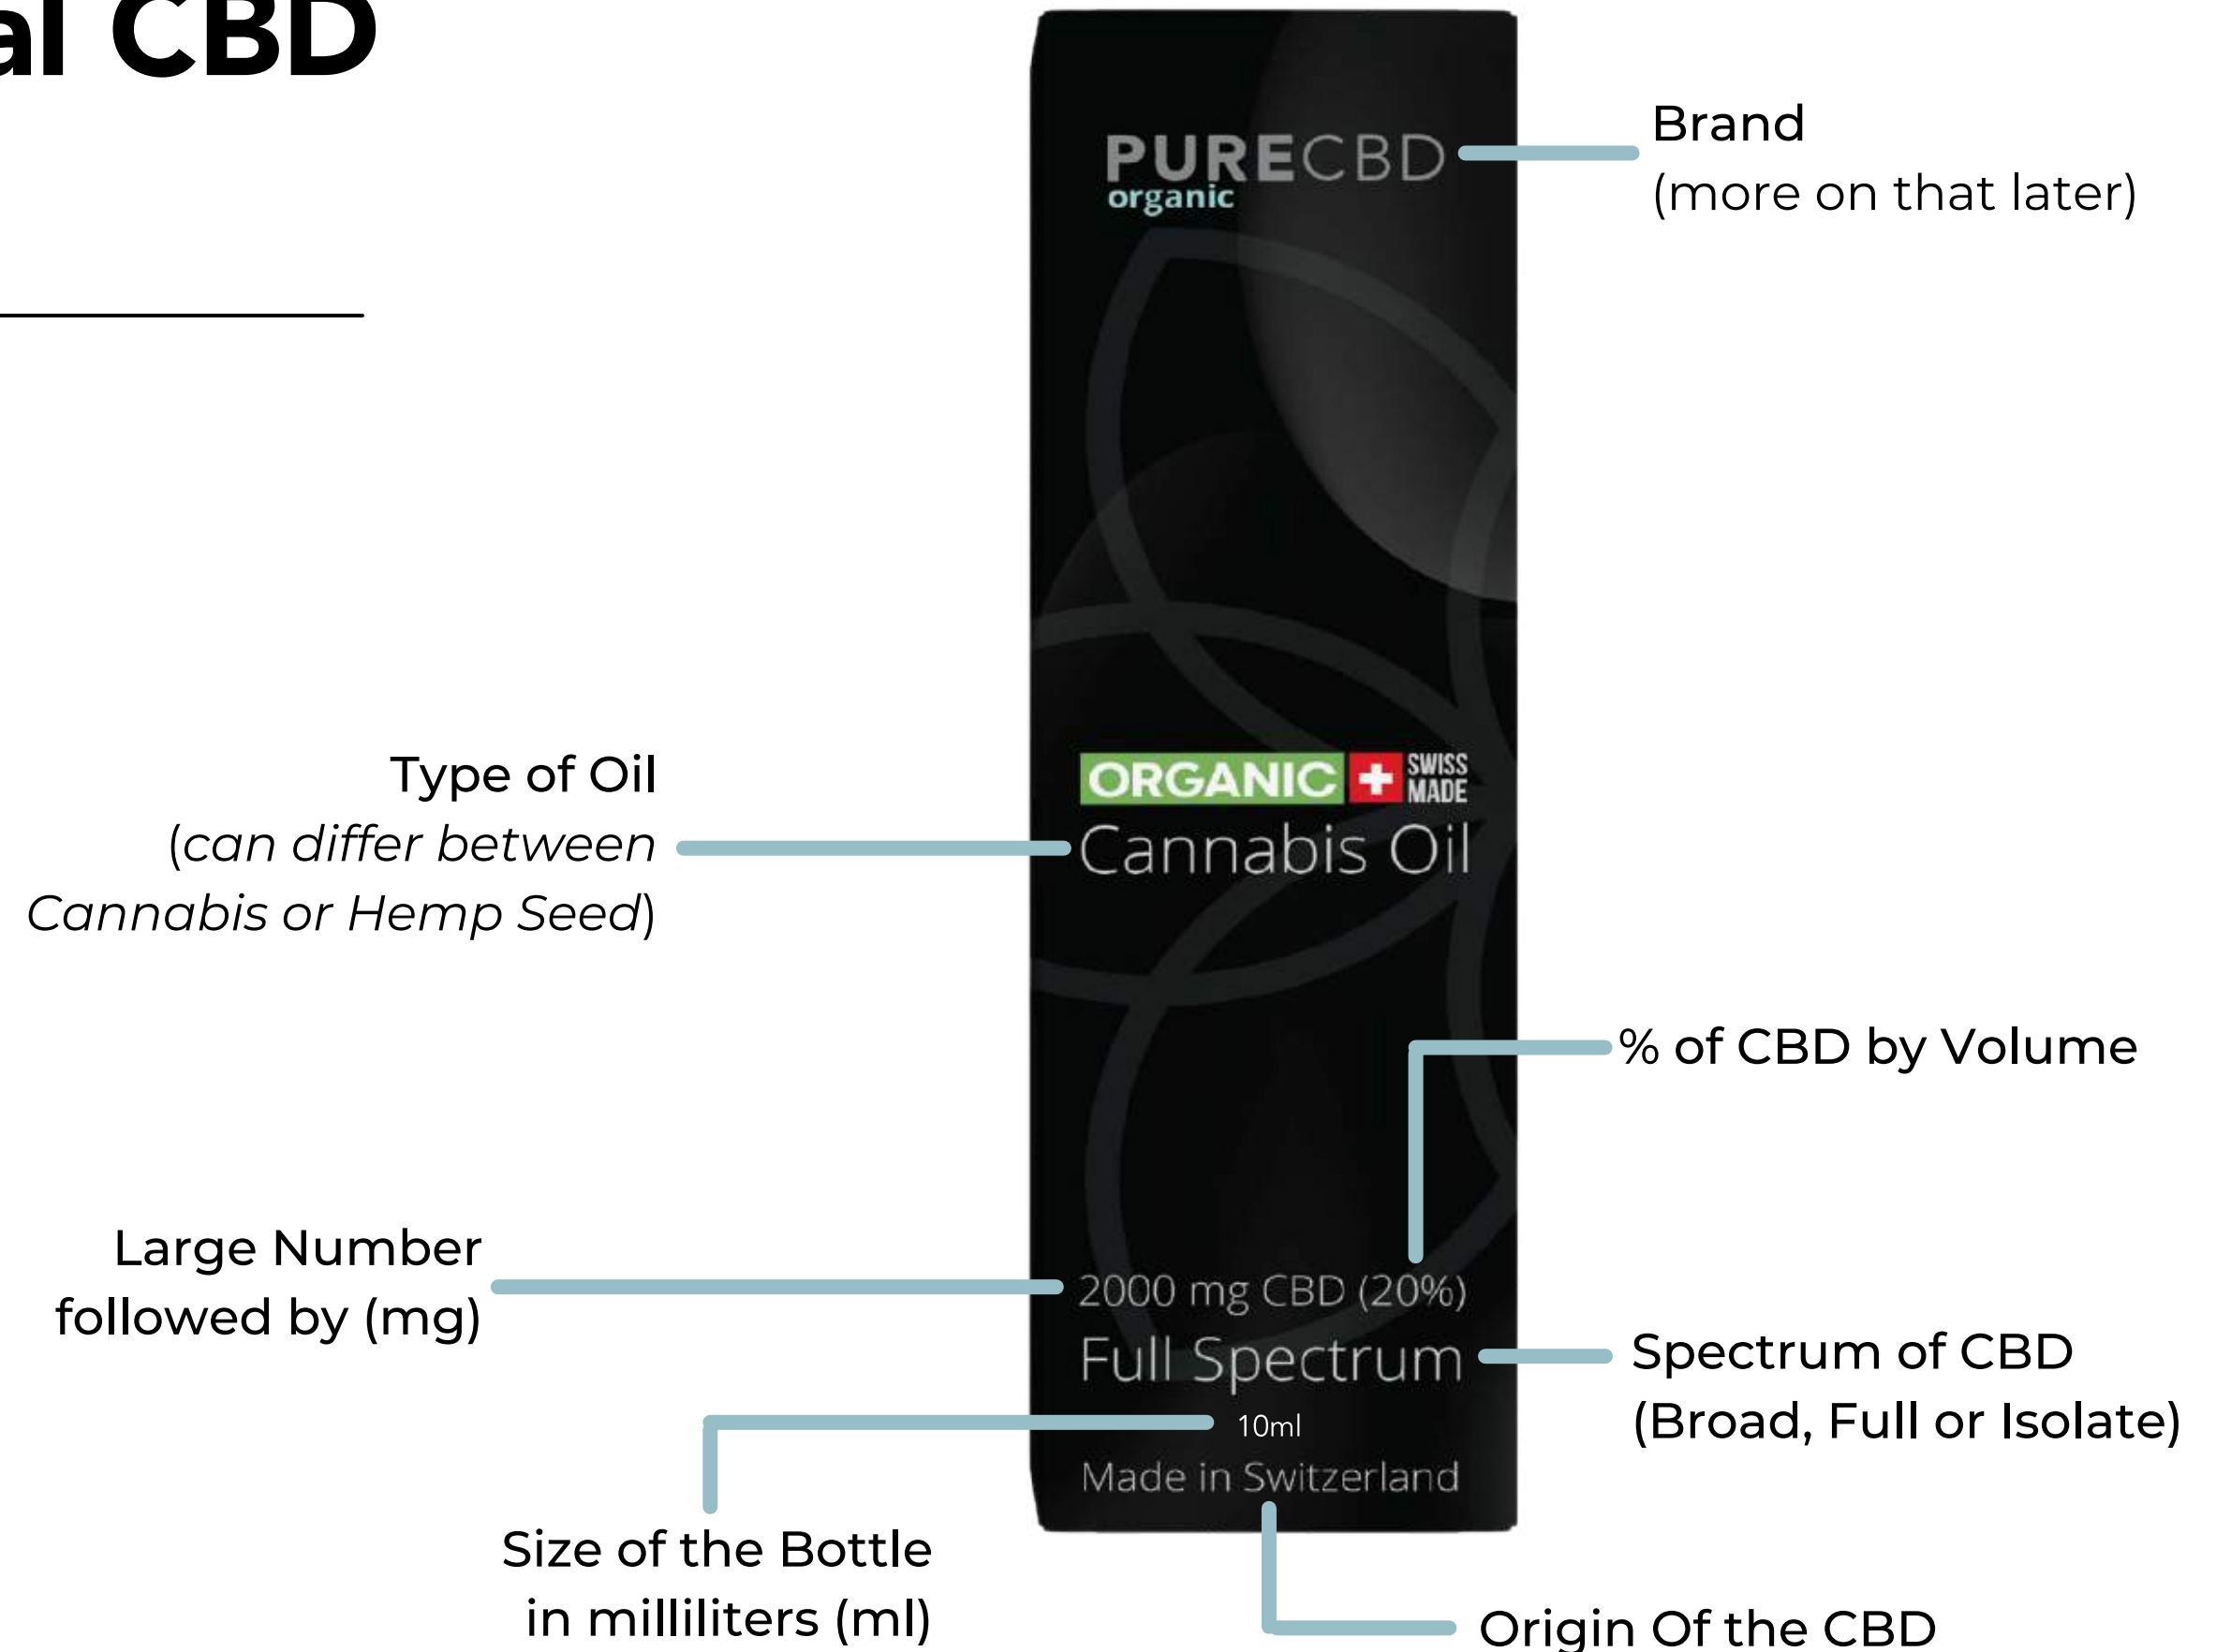 al CBD
PURECBD
organic
Brand
(more on that later)
ORGANIC SWISS MADE
Cannabis Oil
Type of Oil
(can differ between
Cannabis or Hemp Seed)
% of CBD by Volume
Large Number
followed by (mg)
2000 mg CBD (20%)
Full Spectrum
Spectrum of CBD
(Broad, Full or Isolate)
10ml
Made in Switzerland
Size of the Bottle
in milliliters (ml)
Origin Of the CBD